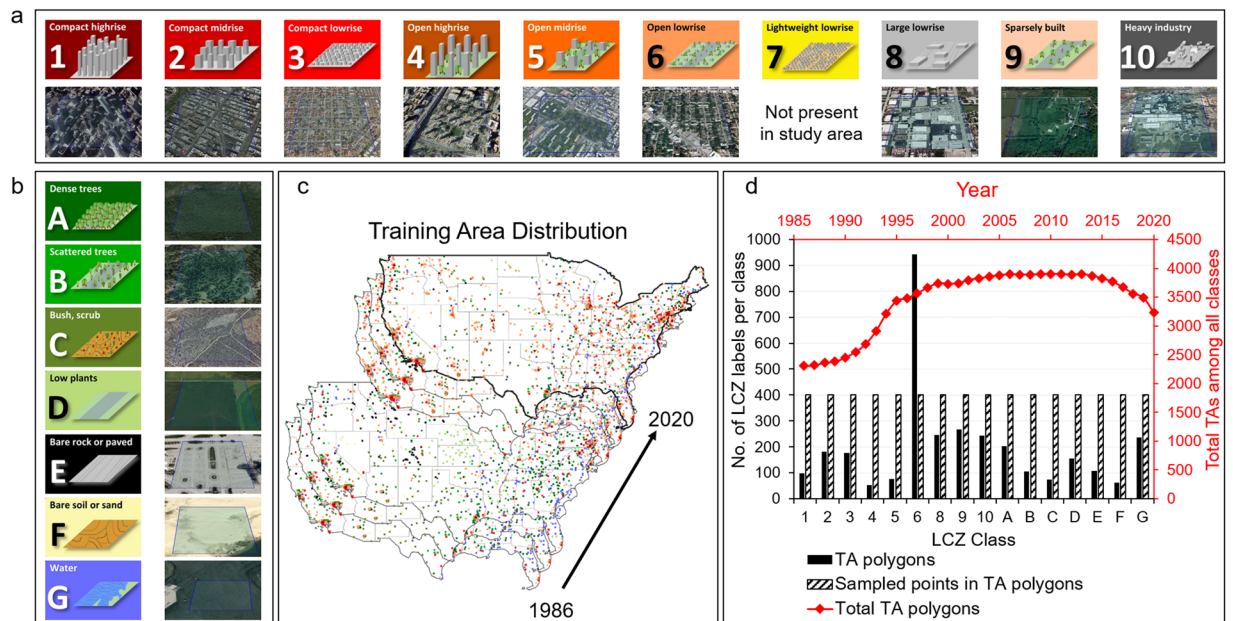 a
Compact highrise
1
Compact midrise
2
Compact lowrise
3
Open highrise
4
Open midrise
5
Open lowrise
6
Lightweight lowrise
7
Large lowrise
8
Sparsely built
9
Heavy industry
10
Not present
in study area
b
Dense trees
A
Scattered trees
B
Bush, scrub
C
Low plants
D
Bare rock or paved
E
Bare soil or sand
F
Water
G
c
Training Area Distribution
2020
1986
d
Year
1985 1990 1995 2000 2005 2010 2015 2020
No. of LCZ labels per class
1000
900
800
700
600
500
400
300
200
100
0
4500
4000
3500
3000
2500
2000
1500
1000
500
0
Total TAs among all classes
1 2 3 4 5 6 8 9 10 A B C D E F G
LCZ Class
TA polygons
Sampled points in TA polygons
Total TA polygons